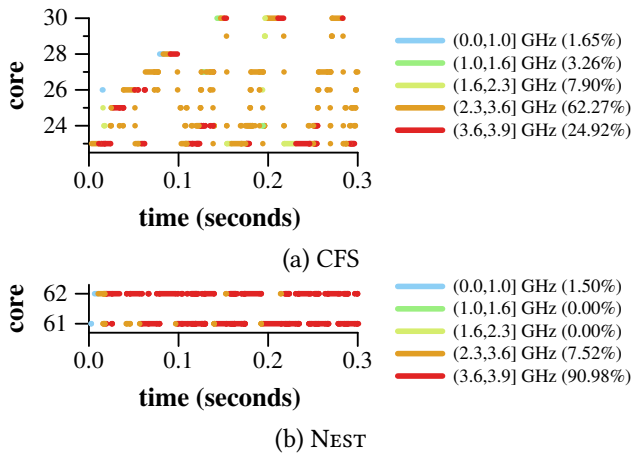 30
28
26
24
core
0.0 0.1 0.2 0.3
time (seconds)
(0.0,1.0] GHz (1.65%)
(1.0,1.6] GHz (3.26%)
(1.6,2.3] GHz (7.90%)
(2.3,3.6] GHz (62.27%)
(3.6,3.9] GHz (24.92%)
(a) CFS
62
61
core
0.0 0.1 0.2 0.3
time (seconds)
(0.0,1.0] GHz (1.50%)
(1.0,1.6] GHz (0.00%)
(1.6,2.3] GHz (0.00%)
(2.3,3.6] GHz (7.52%)
(3.6,3.9] GHz (90.98%)
(b) NEST